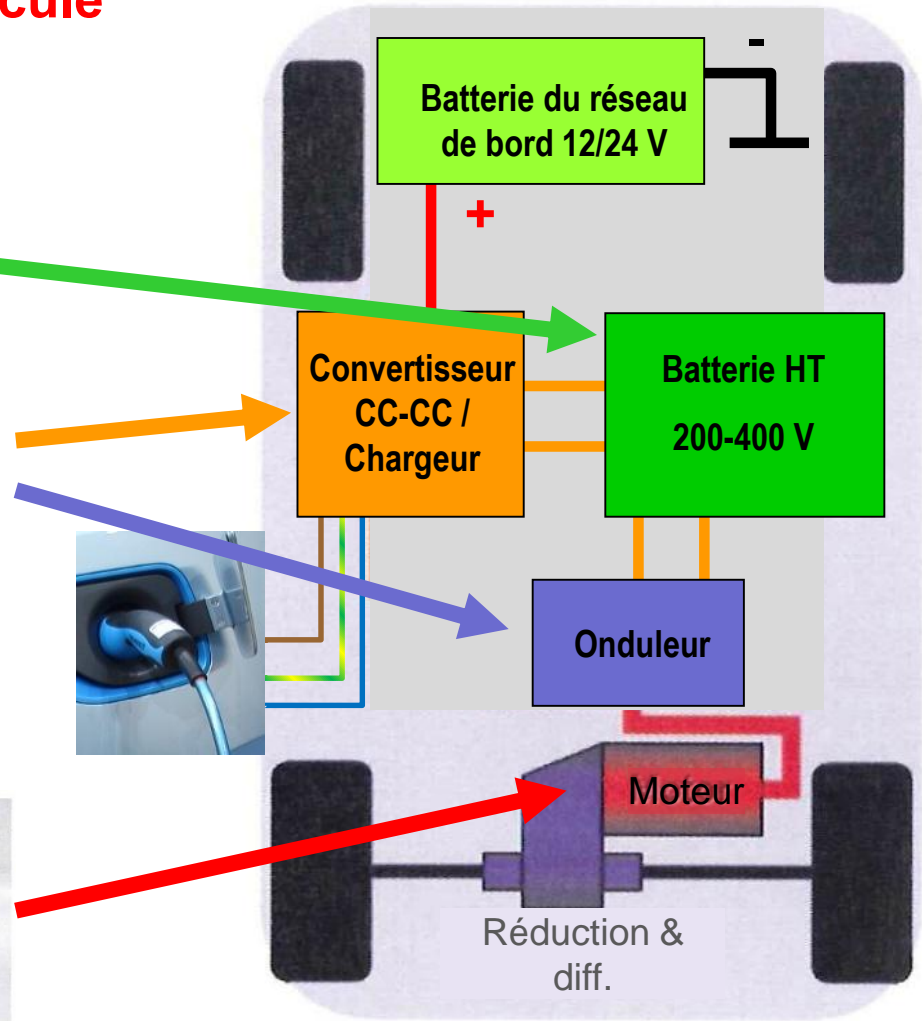 Batterie du réseau
de bord 12/24 V
-
+
Convertisseur
CC-CC /
Chargeur
Batterie HT
200-400 V
Onduleur
Moteur
Réduction &
diff.